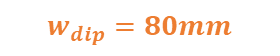 w_dip = 80mm